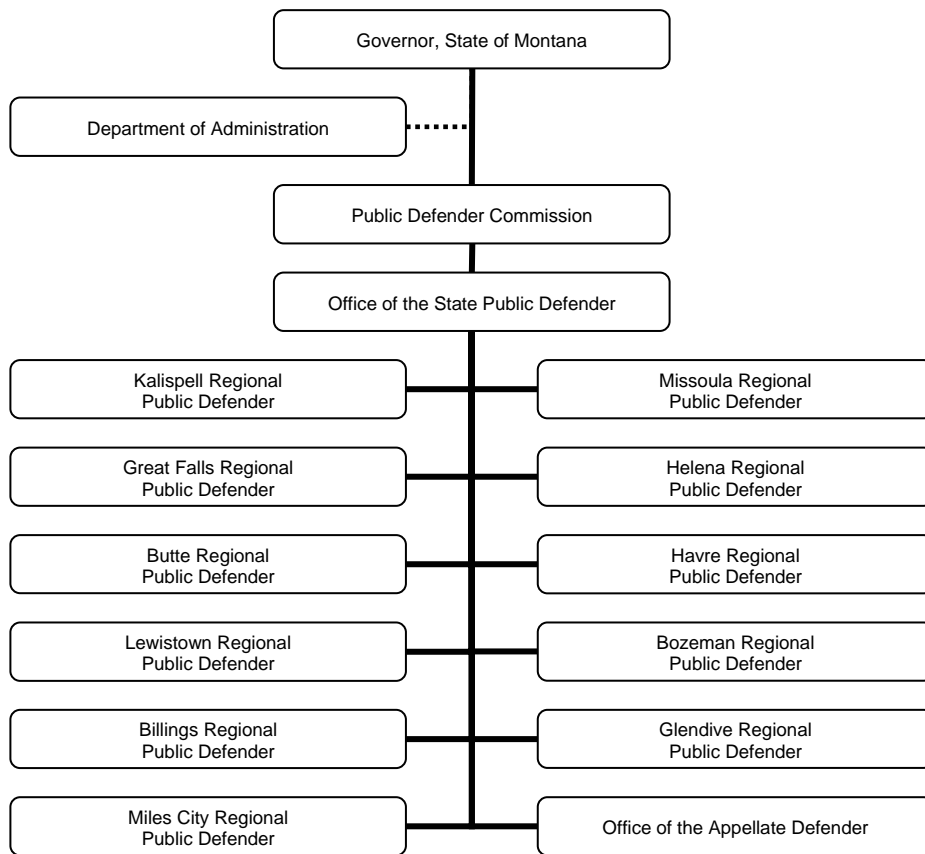 Governor, State of Montana
Department of Administration
Public Defender Commission
Office of the State Public Defender
Kalispell Regional
Public Defender
Missoula Regional
Public Defender
Great Falls Regional
Public Defender
Helena Regional
Public Defender
Butte Regional
Public Defender
Havre Regional
Public Defender
Lewistown Regional
Public Defender
Bozeman Regional
Public Defender
Billings Regional
Public Defender
Glendive Regional
Public Defender
Miles City Regional
Public Defender
Office of the Appellate Defender